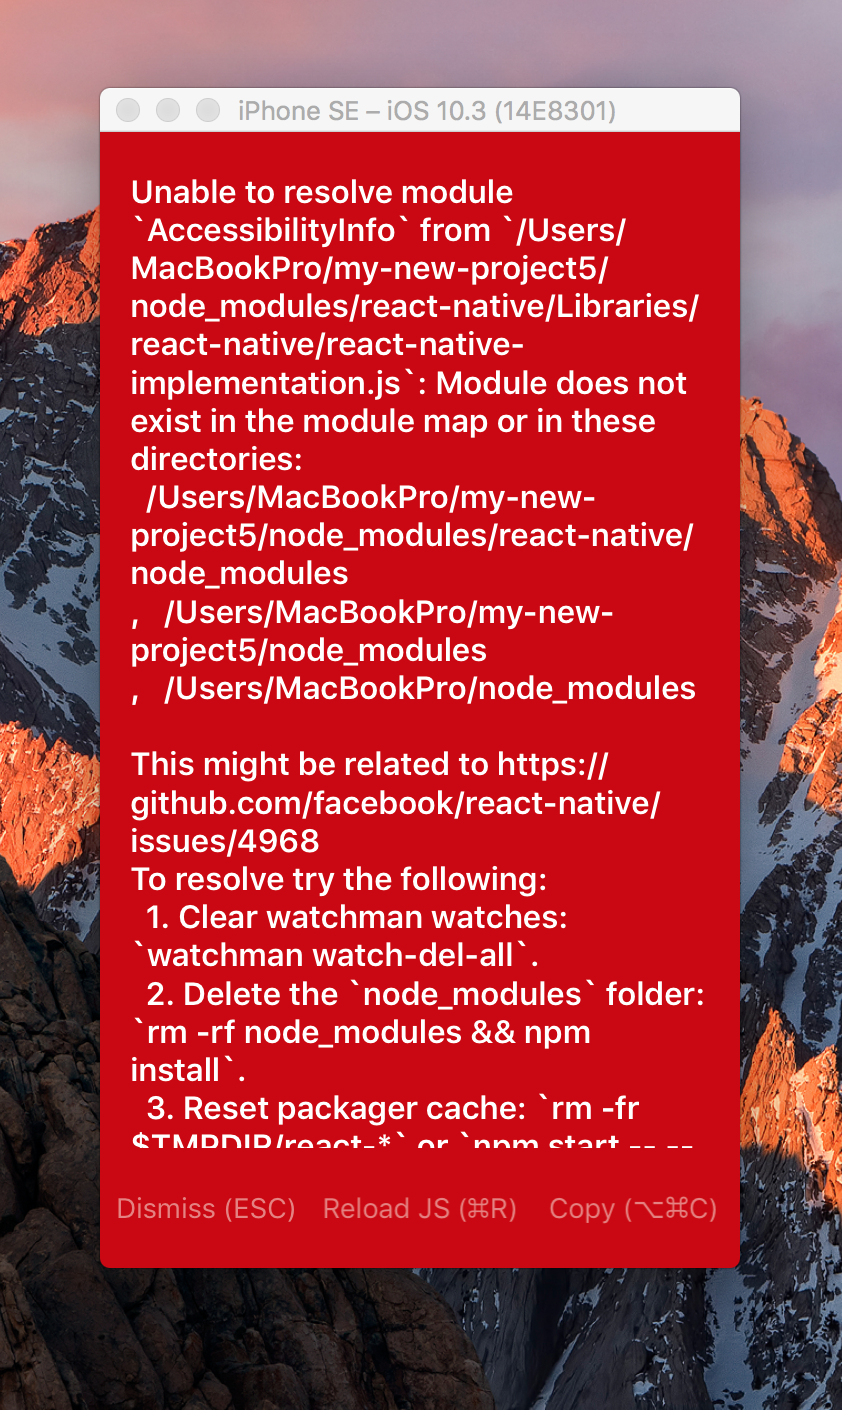 iPhone SE – iOS 10.3 (14E8301)
Unable to resolve module
`AccessibilityInfo` from `/Users/
MacBookPro/my-new-project5/
node_modules/react-native/Libraries/
react-native/react-native-
implementation.js`: Module does not
exist in the module map or in these
directories:
/Users/MacBookPro/my-new-
project5/node_modules/react-native/
node_modules
,   /Users/MacBookPro/my-new-
project5/node_modules
,   /Users/MacBookPro/node_modules

This might be related to https://
github.com/facebook/react-native/
issues/4968
To resolve try the following:
1. Clear watchman watches:
`watchman watch-del-all`.
2. Delete the `node_modules` folder:
`rm -rf node_modules && npm
install`.
3. Reset packager cache: `rm -fr
$TMPDIR/react-*` or `npm start -- --
Dismiss (ESC) Reload JS (⌘R) Copy (⌥⌘C)